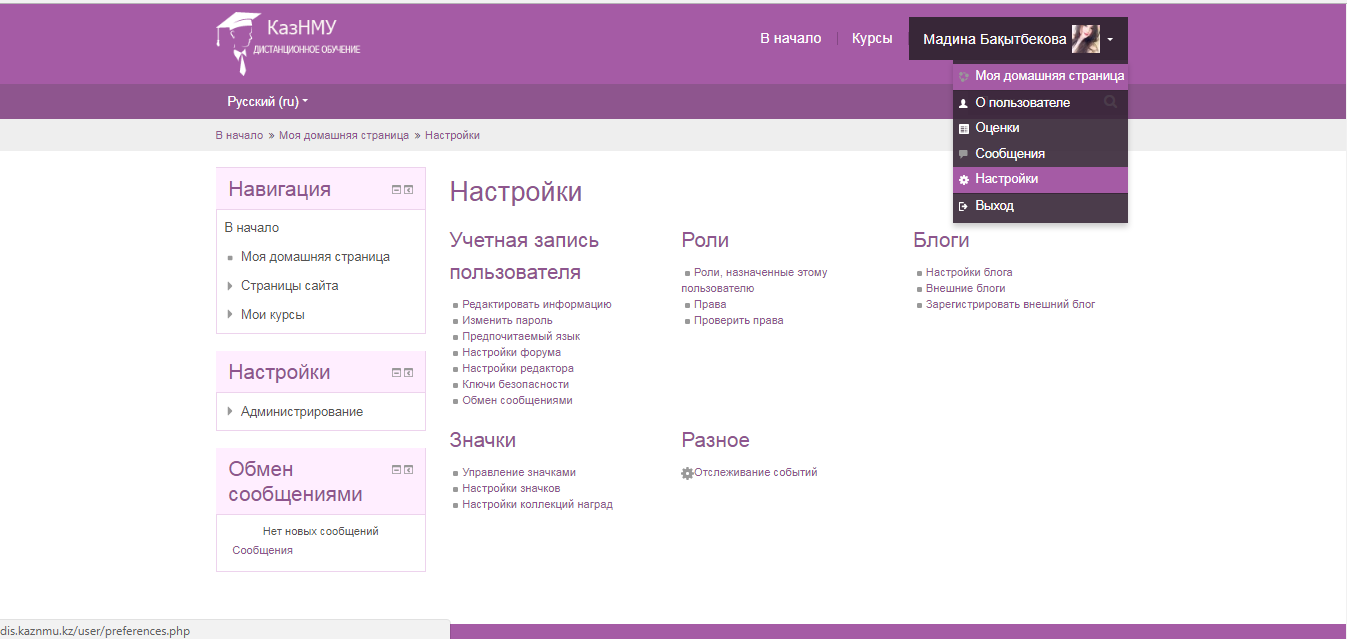 КазНМУ
ДИСТАНЦИОННОЕ ОБУЧЕНИЕ
В начало
Курсы
Мадина Бақытбекова
Моя домашняя страница
О пользователе
Оценки
Сообщения
Настройки
Выход
Русский (ru)
В начало » Моя домашняя страница » Настройки
Навигация
В начало
Моя домашняя страница
Страницы сайта
Мои курсы
Настройки
Администрирование
Обмен
сообщениями
Нет новых сообщений
Сообщения
Настройки
Учетная запись
пользователя
Редактировать информацию
Изменить пароль
Предпочитаемый язык
Настройки форума
Настройки редактора
Ключи безопасности
Обмен сообщениями
Роли
Роли, назначенные этому
пользователю
Права
Проверить права
Блоги
Настройки блога
Внешние блоги
Зарегистрировать внешний блог
Значки
Управление значками
Настройки значков
Настройки коллекций наград
Разное
Отслеживание событий
dis.kaznmu.kz/user/preferences.php